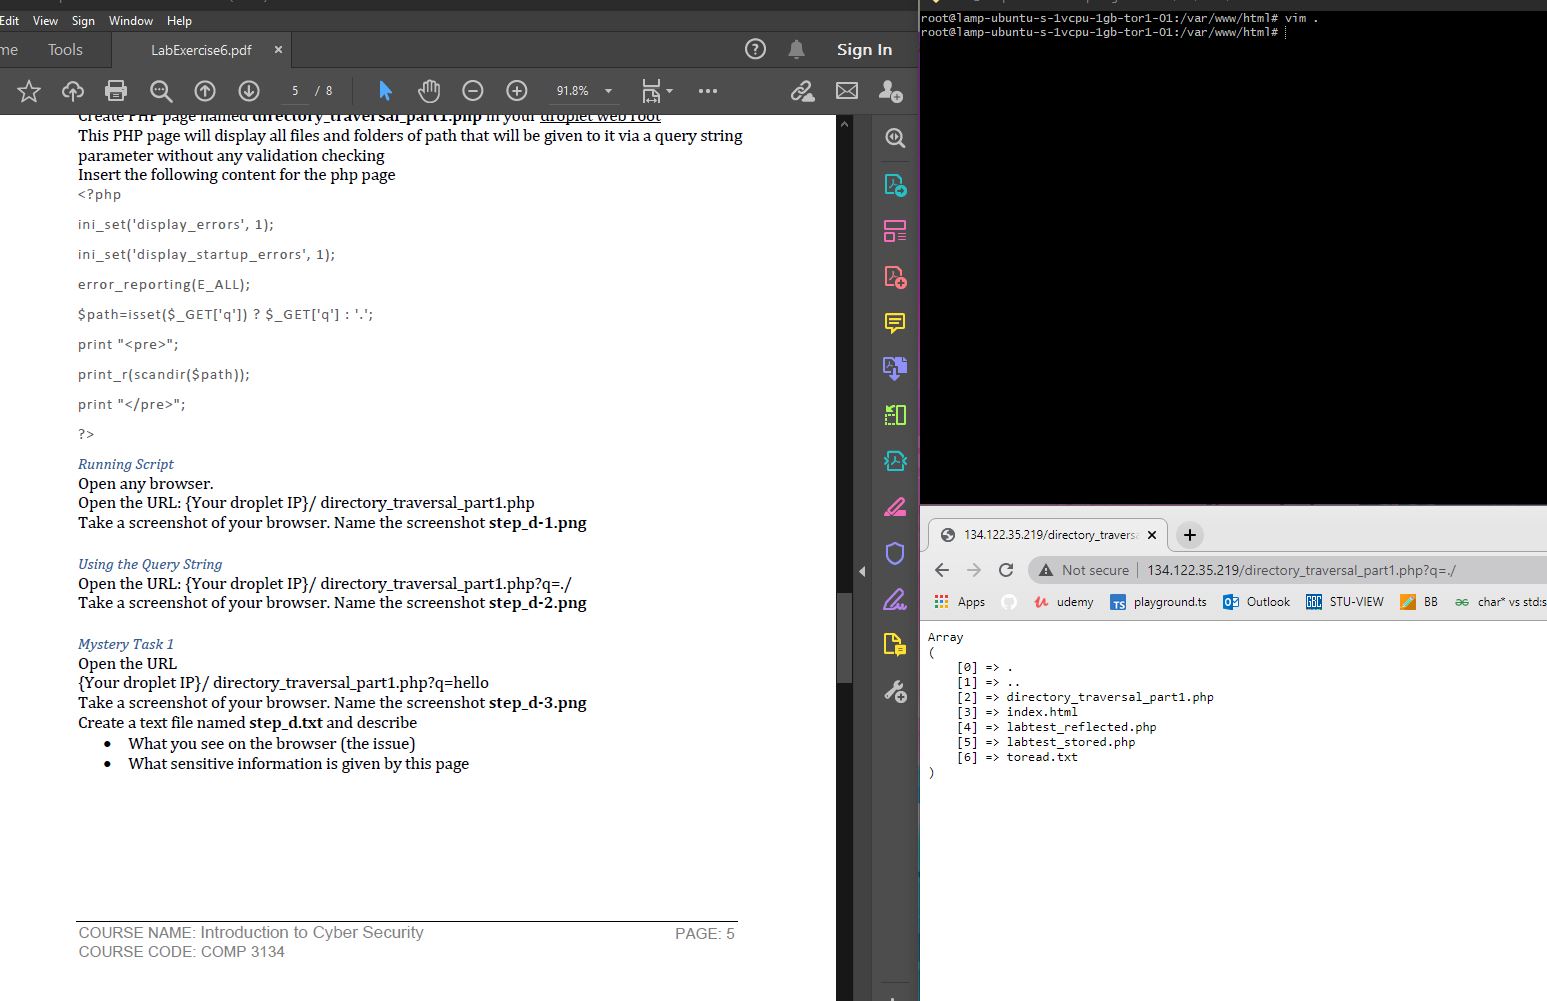 Edit View Sign Window Help
me Tools LabExercise6.pdf × Sign In
5 / 8 91.8%
Create PHP page named directory_traversal_part1.php in your droplet web root
This PHP page will display all files and folders of path that will be given to it via a query string
parameter without any validation checking
Insert the following content for the php page
<?php
ini_set('display_errors', 1);
ini_set('display_startup_errors', 1);
error_reporting(E_ALL);
$path=isset($_GET['q']) ? $_GET['q'] : '.';
print "<pre>";
print_r(scandir($path));
print "</pre>";
?>
Running Script
Open any browser.
Open the URL: {Your droplet IP}/ directory_traversal_part1.php
Take a screenshot of your browser. Name the screenshot step_d-1.png
Using the Query String
Open the URL: {Your droplet IP}/ directory_traversal_part1.php?q=./
Take a screenshot of your browser. Name the screenshot step_d-2.png
Mystery Task 1
Open the URL
{Your droplet IP}/ directory_traversal_part1.php?q=hello
Take a screenshot of your browser. Name the screenshot step_d-3.png
Create a text file named step_d.txt and describe
• What you see on the browser (the issue)
• What sensitive information is given by this page
COURSE NAME: Introduction to Cyber Security PAGE: 5
COURSE CODE: COMP 3134
root@lamp-ubuntu-s-1vcpu-1gb-tor1-01:/var/www/html# vim .
root@lamp-ubuntu-s-1vcpu-1gb-tor1-01:/var/www/html#
134.122.35.219/directory_travers
Not secure | 134.122.35.219/directory_traversal_part1.php?q=./
Apps udemy TS playground.ts Outlook GBC STU-VIEW BB char* vs std:s
Array
(
[0] => .
[1] => ..
[2] => directory_traversal_part1.php
[3] => index.html
[4] => labtest_reflected.php
[5] => labtest_stored.php
[6] => toread.txt
)